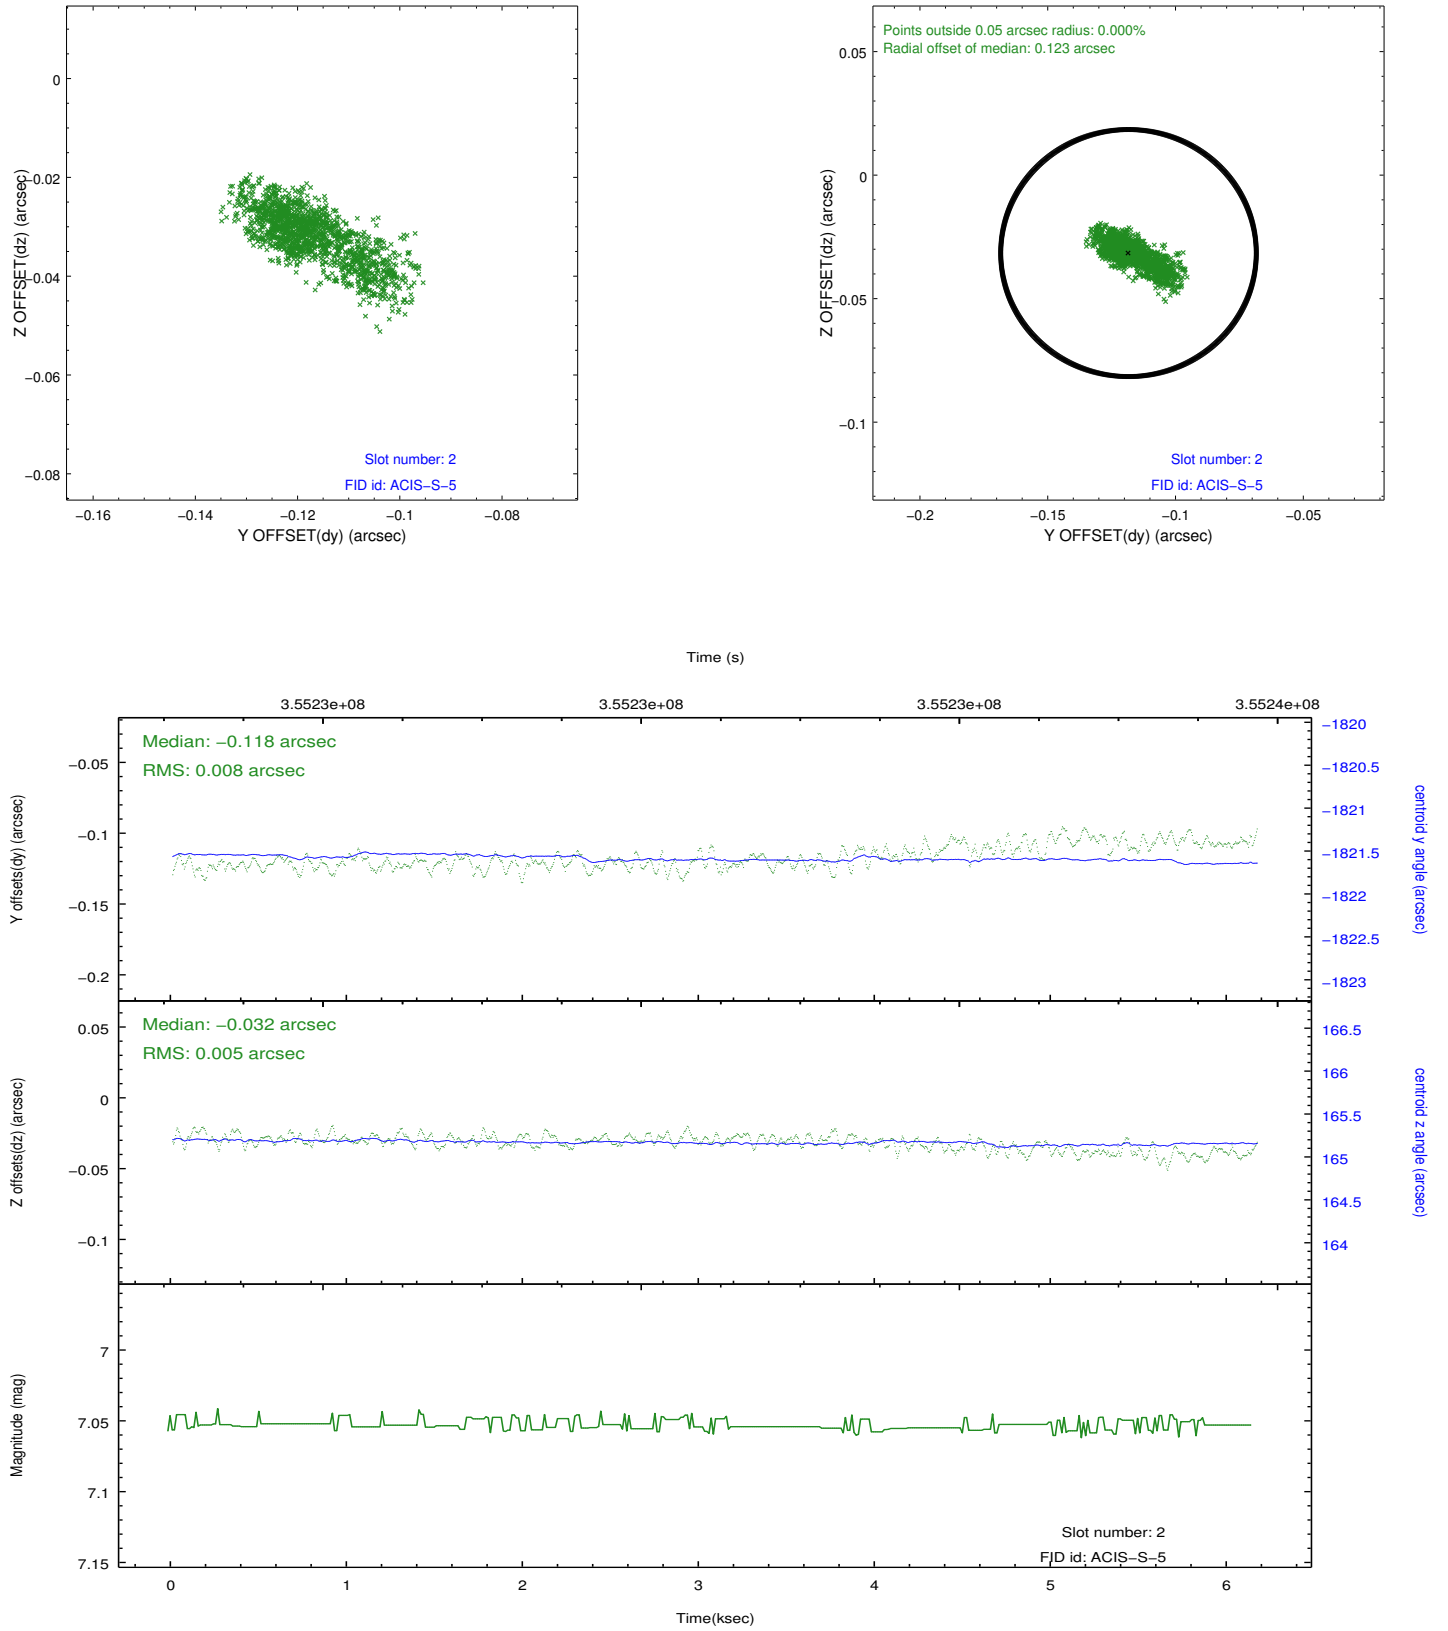 0
−0.02
−0.04
−0.06
−0.08
Z OFFSET(dz) (arcsec)
Slot number: 2
FID id: ACIS−S−5
−0.16
−0.14
−0.12
−0.1
−0.08
Y OFFSET(dy) (arcsec)
Points outside 0.05 arcsec radius: 0.000%
Radial offset of median: 0.123 arcsec
0.05
0
−0.05
−0.1
Z OFFSET(dz) (arcsec)
Slot number: 2
FID id: ACIS−S−5
−0.2
−0.15
−0.1
−0.05
Y OFFSET(dy) (arcsec)
Time (s)
3.5523e+08
3.5523e+08
3.5523e+08
3.5524e+08
Median: −0.118 arcsec
RMS: 0.008 arcsec
−0.05
−0.1
−0.15
−0.2
Y offsets(dy) (arcsec)
−1820
−1820.5
−1821
−1821.5
−1822
−1822.5
−1823
centroid y angle (arcsec)
Median: −0.032 arcsec
RMS: 0.005 arcsec
0.05
0
−0.05
−0.1
Z offsets(dz) (arcsec)
166.5
166
165.5
165
164.5
164
centroid z angle (arcsec)
7
7.05
7.1
7.15
Magnitude (mag)
Slot number: 2
FID id: ACIS−S−5
0
1
2
3
4
5
6
Time(ksec)